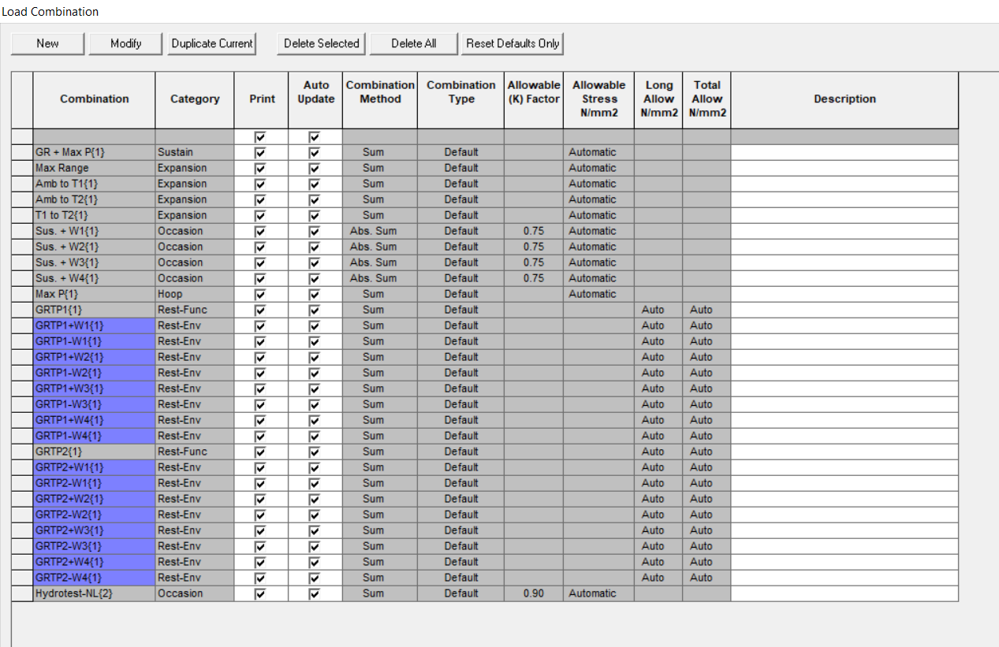 Load Combination
New Modify Duplicate Current Delete Selected Delete All Reset Defaults Only
Combination Category Print Auto Update Combination Method Combination Type Allowable (K) Factor Allowable Stress N/mm2 Long Allow N/mm2 Total Allow N/mm2 Description
GR + Max P{1} Sustain Sum Default Automatic
Max Range Expansion Sum Default Automatic
Amb to T1{1} Expansion Sum Default Automatic
Amb to T2{1} Expansion Sum Default Automatic
T1 to T2{1} Expansion Sum Default Automatic
Sus. + W1{1} Occasion Abs. Sum Default 0.75 Automatic
Sus. + W2{1} Occasion Abs. Sum Default 0.75 Automatic
Sus. + W3{1} Occasion Abs. Sum Default 0.75 Automatic
Sus. + W4{1} Occasion Abs. Sum Default 0.75 Automatic
Max P{1} Hoop Sum Default Automatic
GRTP1{1} Rest-Func Sum Default Auto Auto
GRTP1+W1{1} Rest-Env Sum Default Auto Auto
GRTP1-W1{1} Rest-Env Sum Default Auto Auto
GRTP1+W2{1} Rest-Env Sum Default Auto Auto
GRTP1-W2{1} Rest-Env Sum Default Auto Auto
GRTP1+W3{1} Rest-Env Sum Default Auto Auto
GRTP1-W3{1} Rest-Env Sum Default Auto Auto
GRTP1+W4{1} Rest-Env Sum Default Auto Auto
GRTP1-W4{1} Rest-Env Sum Default Auto Auto
GRTP2{1} Rest-Func Sum Default Auto Auto
GRTP2+W1{1} Rest-Env Sum Default Auto Auto
GRTP2-W1{1} Rest-Env Sum Default Auto Auto
GRTP2+W2{1} Rest-Env Sum Default Auto Auto
GRTP2-W2{1} Rest-Env Sum Default Auto Auto
GRTP2+W3{1} Rest-Env Sum Default Auto Auto
GRTP2-W3{1} Rest-Env Sum Default Auto Auto
GRTP2+W4{1} Rest-Env Sum Default Auto Auto
GRTP2-W4{1} Rest-Env Sum Default Auto Auto
Hydrotest-NL{2} Occasion Sum Default 0.90 Automatic